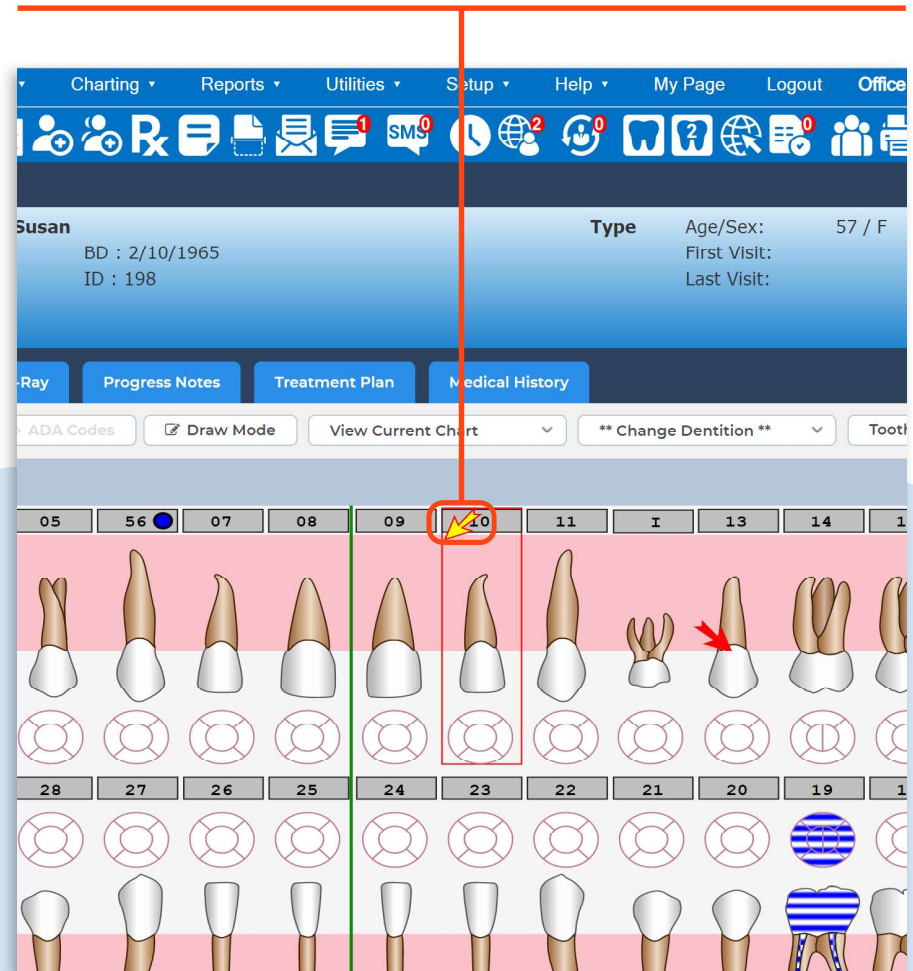 Charting Reports Utilities Setup Help My Page Logout Office
1 SMS 0 2 0 2 0
Susan Type Age/Sex: 57 / F
BD : 2/10/1965 First Visit:
ID : 198 Last Visit:
-Ray Progress Notes Treatment Plan Medical History
ADA Codes Draw Mode View Current Chart ** Change Dentition ** Tooth
05 56 07 08 09 10 11 I 13 14 1
28 27 26 25 24 23 22 21 20 19 1